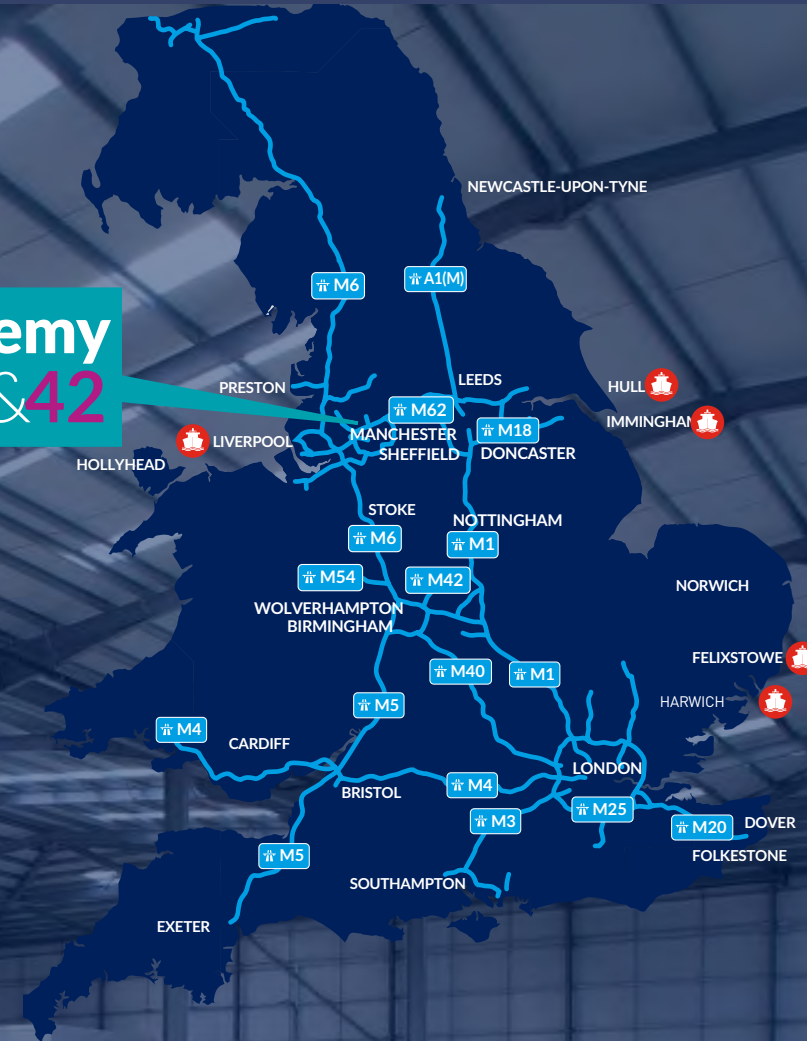 NEWCASTLE-UPON-TYNE
M6
A1(M)
emy
&42
PRESTON
LEEDS
HULL
M62
M18
IMMINGHAM
MANCHESTER
LIVERPOOL
SHEFFIELD
DONCASTER
HOLLYHEAD
STOKE
NOTTINGHAM
M6
M1
M54
M42
NORWICH
WOLVERHAMPTON
BIRMINGHAM
FELIXSTOWE
M40
M1
HARWICH
M5
M4
CARDIFF
LONDON
BRISTOL
M4
M25
M3
M20
DOVER
M5
FOLKESTONE
SOUTHAMPTON
EXETER